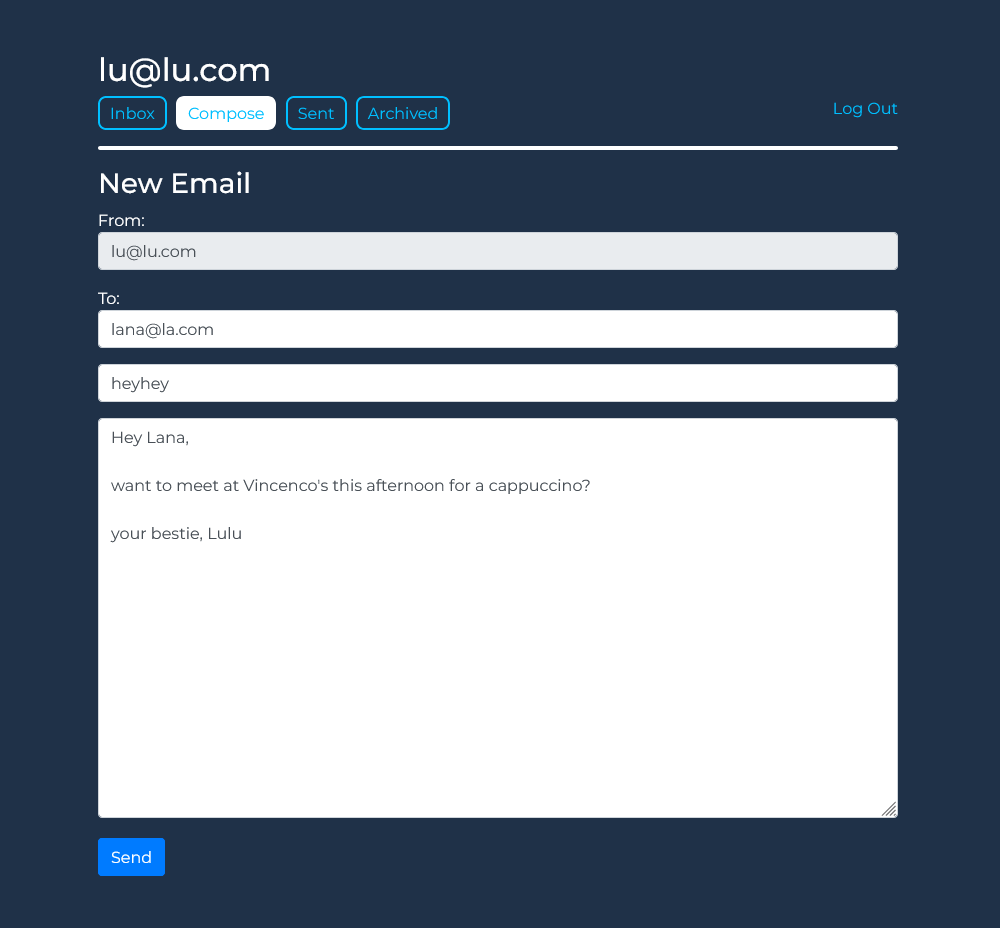 lu@lu.com
Inbox Compose Sent Archived Log Out
New Email
From:
lu@lu.com
To:
lana@la.com
heyhey
Hey Lana,
want to meet at Vincenco's this afternoon for a cappuccino?
your bestie, Lulu
Send